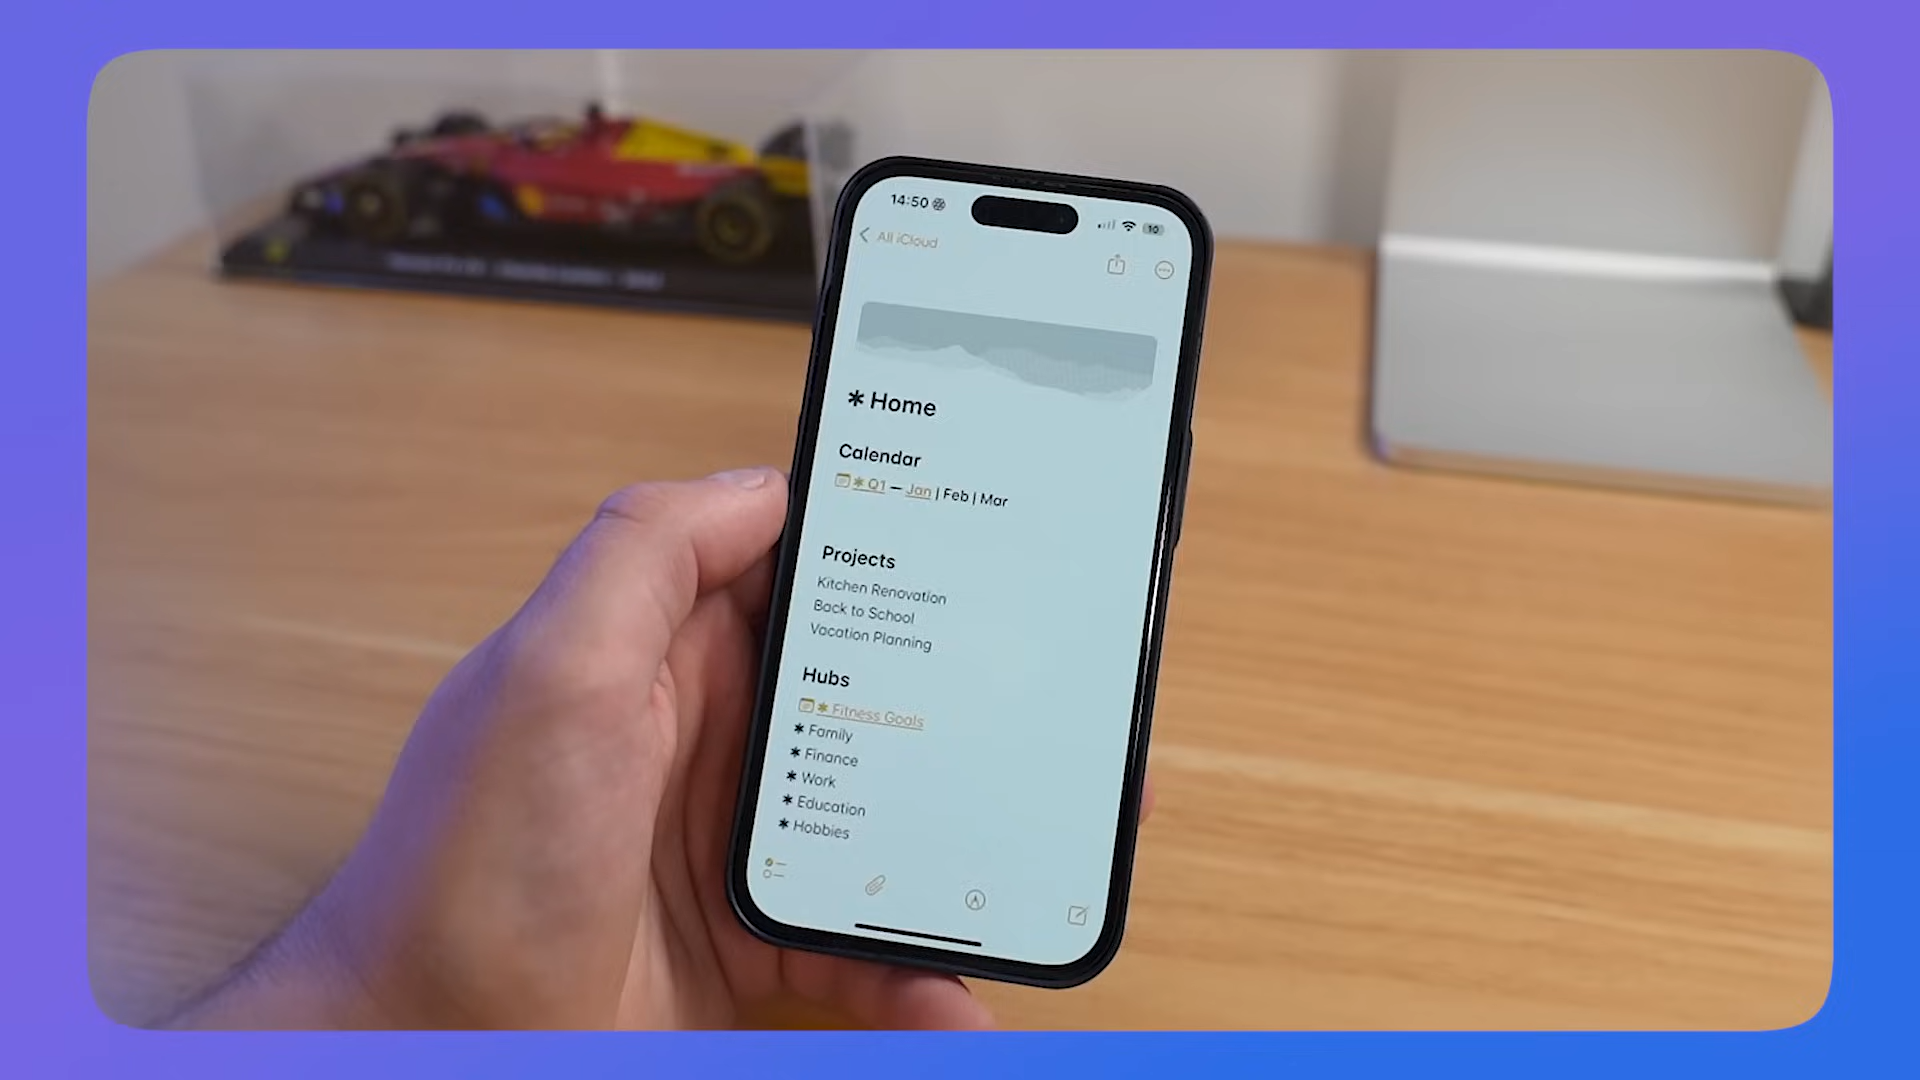 14:50
10
All iCloud
* Home
Calendar
* Q1 — Jan | Feb | Mar
Projects
Kitchen Renovation
Back to School
Vacation Planning
Hubs
* Fitness Goals
* Family
* Finance
* Work
* Education
* Hobbies